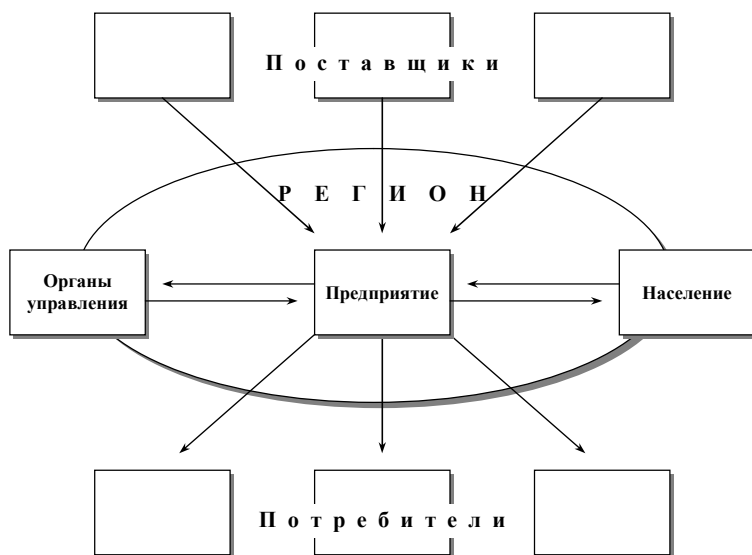 Поставщики
РЕГИОН
Органы
управления
Предприятие
Население
Потребители